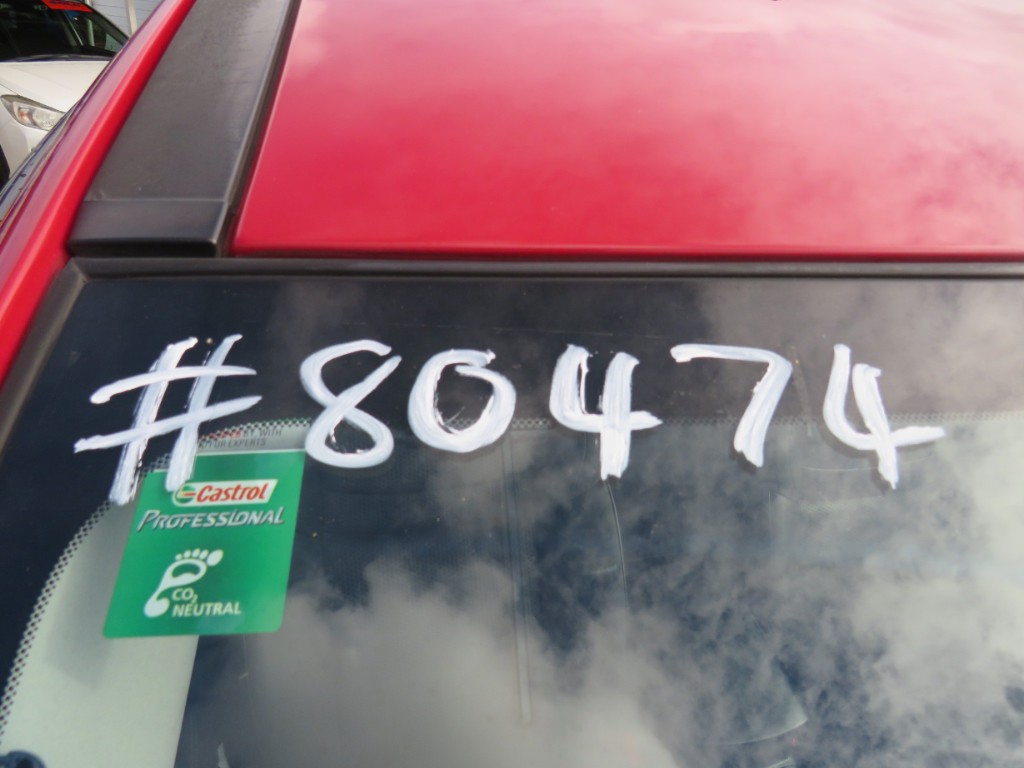 #80474
Castrol
PROFESSIONAL
CO2
NEUTRAL